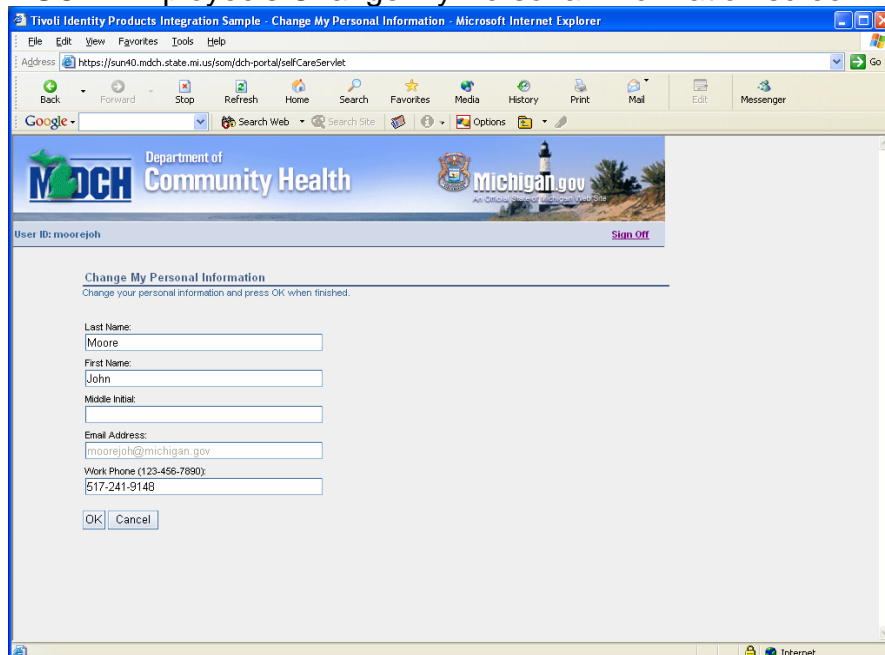 Tivoli Identity Products Integration Sample - Change My Personal Information - Microsoft Internet Explorer
File Edit View Favorites Tools Help
Address https://sun40.mdch.state.mi.us/som/dch-portal/selfCareServlet Go
Back Forward Stop Refresh Home Search Favorites Media History Print Mail Edit Messenger
Google Search Web Search Site Options
MDCH Department of Community Health
Michigan.gov
An Official State of Michigan Web Site
User ID: moorejoh Sign Off
Change My Personal Information
Change your personal information and press OK when finished.
Last Name:
Moore
First Name:
John
Middle Initial:
Email Address:
moorejoh@michigan.gov
Work Phone (123-456-7890):
517-241-9148
OK Cancel
Internet